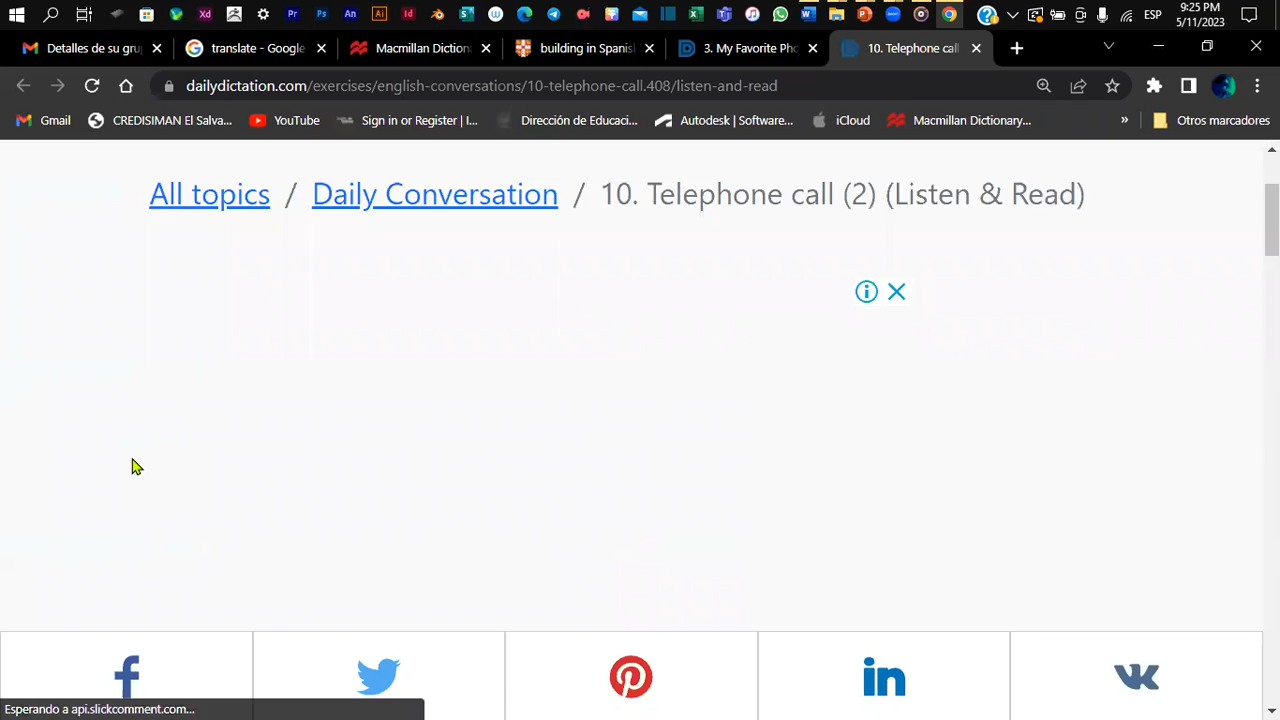 ESP
9:25 PM
5/11/2023
Detalles de su gru
translate - Google
Macmillan Diction
building in Spanis
3. My Favorite Pho
10. Telephone call
dailydictation.com/exercises/english-conversations/10-telephone-call.408/listen-and-read
Gmail
.:REDISIMAN El Salva...
YouTube
Sign in or Register | I...
Dirección de Educaci...
Autodesk | Software...
iCloud
Macmillan Dictionary...
»
Otros marcadores
All topics / Daily Conversation / 10. Telephone call (2) (Listen & Read)
Esperando a api.slickcomment.com...